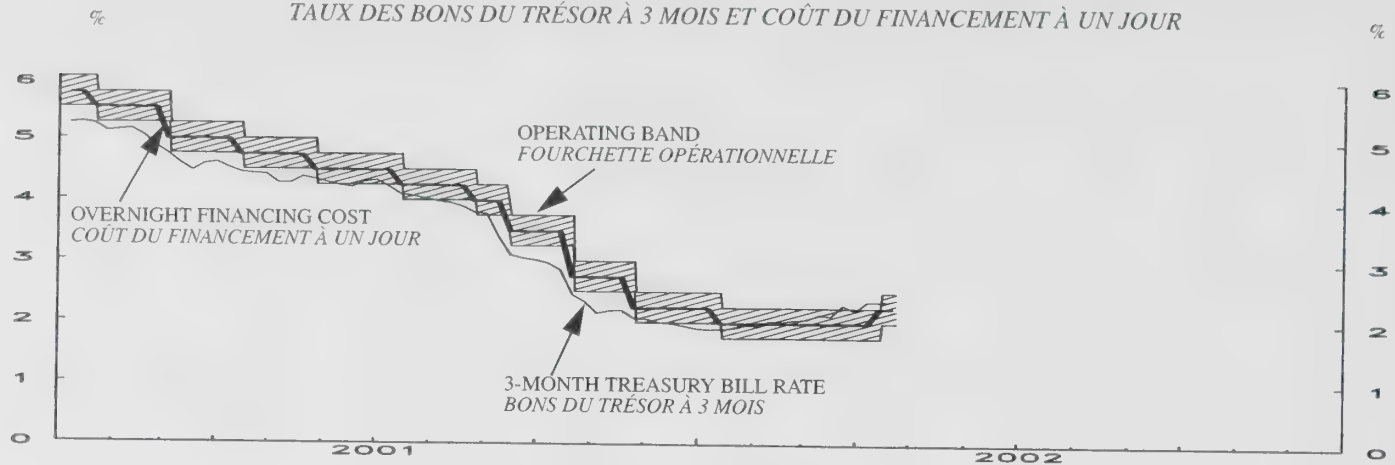 TAUX DES BONS DU TRÉSOR À 3 MOIS ET COÛT DU FINANCEMENT À UN JOUR
% %
6 6
5 5
4 4
3 3
2 2
1 1
0 0
OPERATING BAND
FOURCHETTE OPÉRATIONNELLE
OVERNIGHT FINANCING COST
COÛT DU FINANCEMENT À UN JOUR
3-MONTH TREASURY BILL RATE
BONS DU TRÉSOR À 3 MOIS
2001 2002